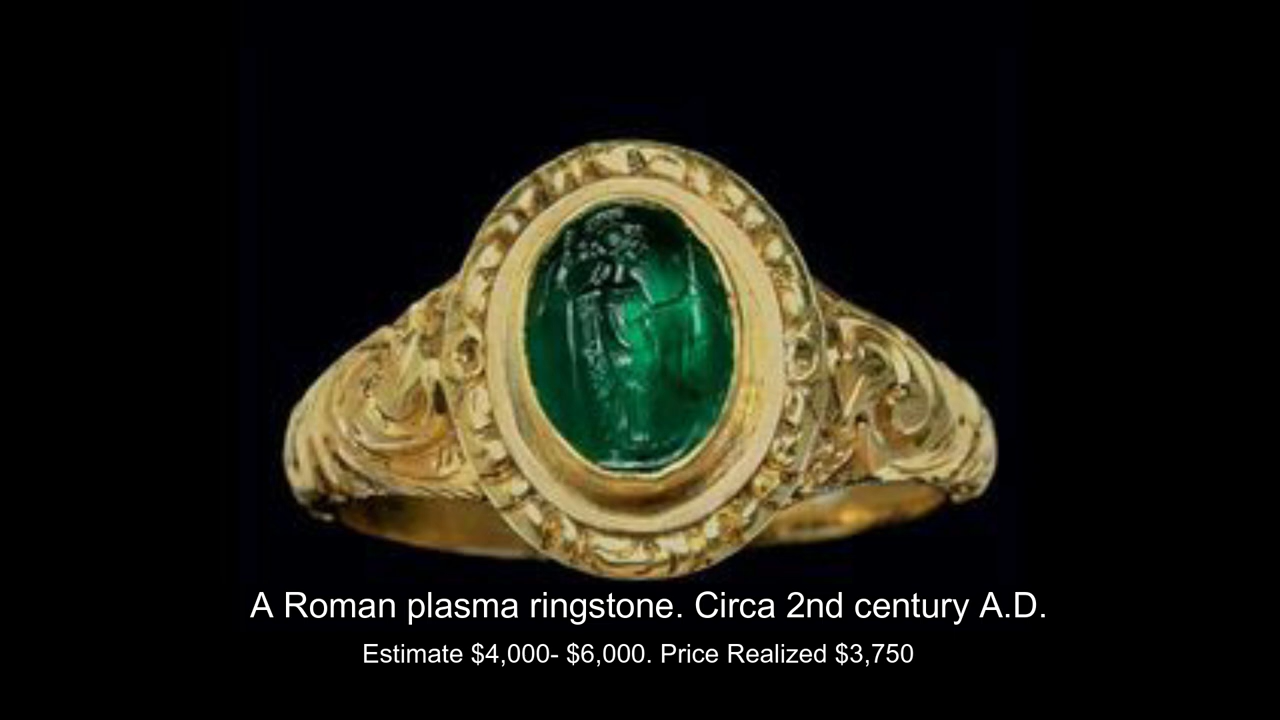 A Roman plasma ringstone. Circa 2nd century A.D.
Estimate $4,000- $6,000. Price Realized $3,750